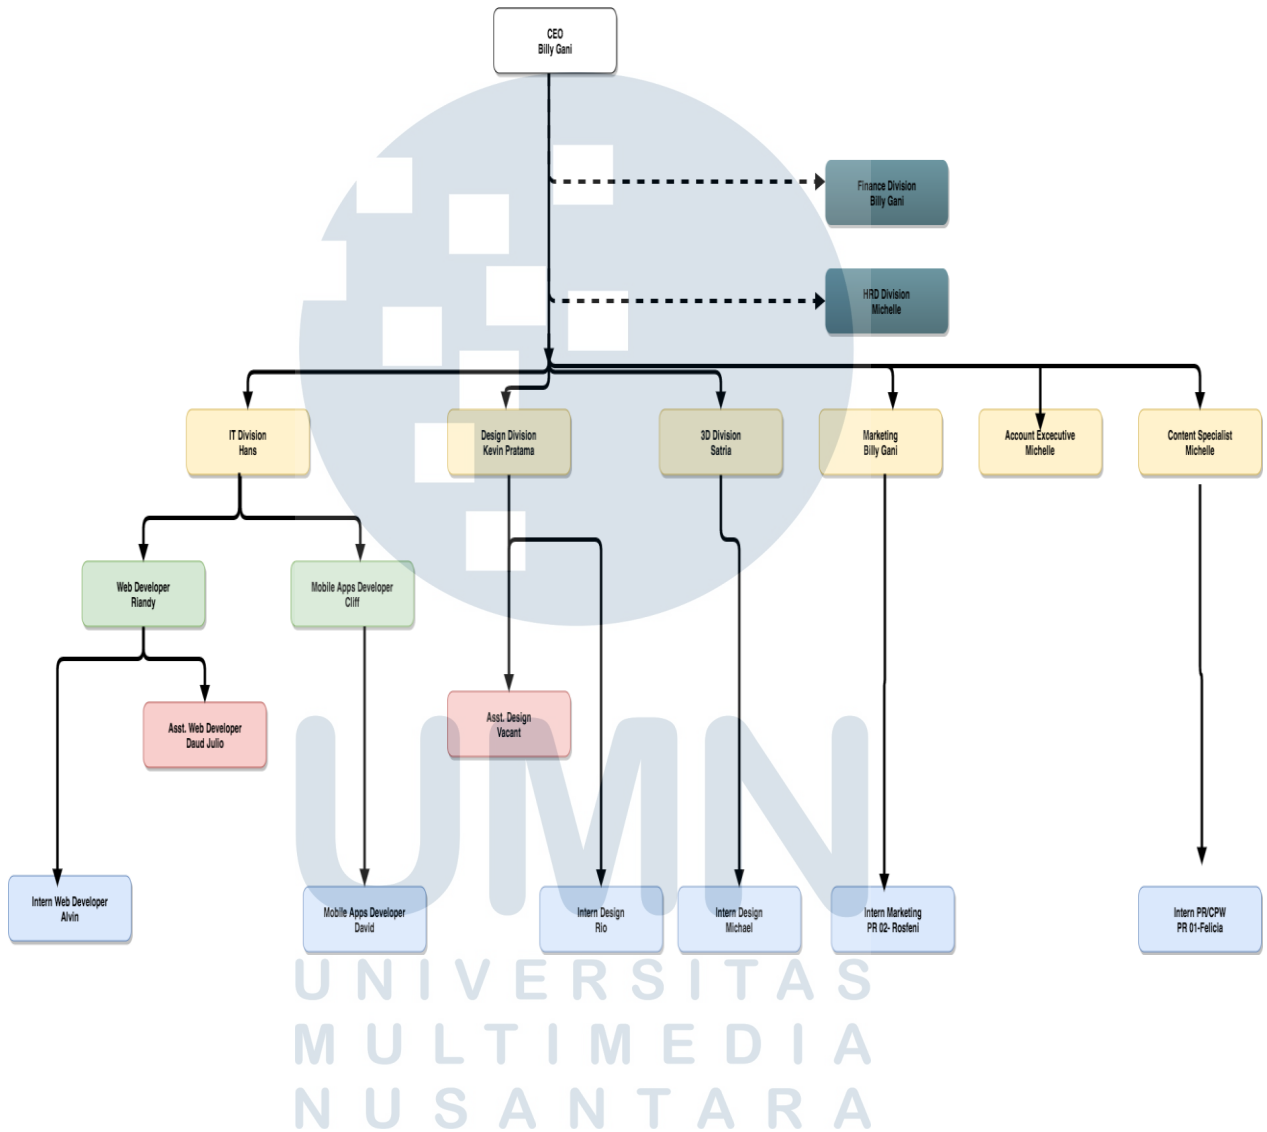 CEO
Billy Gani
Finance Division
Billy Gani
HRD Division
Michelle
IT Division
Hans
Design Division
Kevin Pratama
3D Division
Satria
Marketing
Billy Gani
Account Excecutive
Michelle
Content Specialist
Michelle
Web Developer
Riandy
Mobile Apps Developer
Cliff
Asst. Web Developer
Daud Julio
Asst. Design
Vacant
Intern Web Developer
Alvin
Mobile Apps Developer
David
Intern Design
Rio
Intern Design
Michael
Intern Marketing
PR 02- Rosfeni
Intern PR/CPW
PR 01-Felicia
UMN
UNIVERSITAS
MULTIMEDIA
NUSANTARA